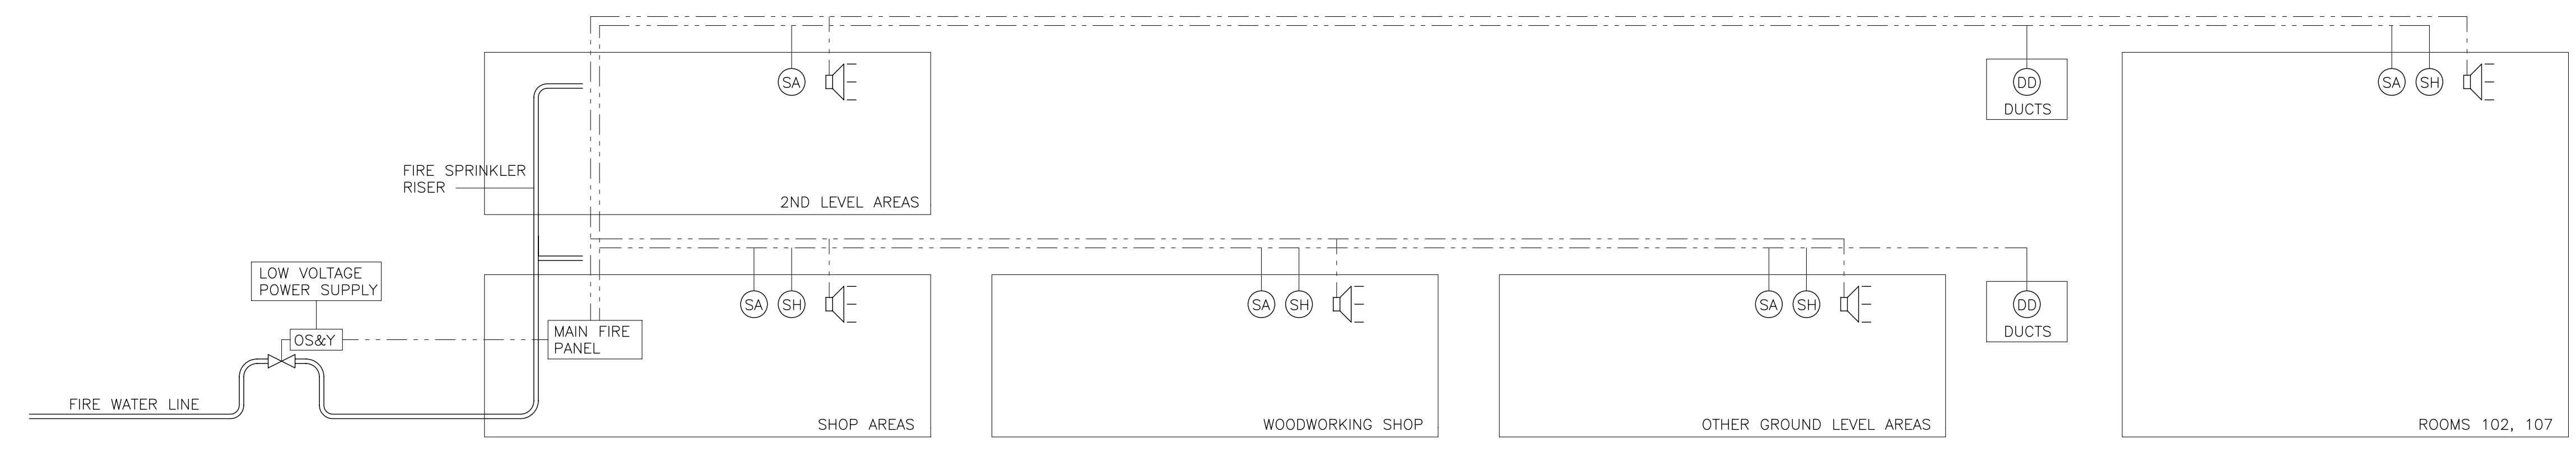 SA
DD
DUCTS
SA
SH
FIRE SPRINKLER
RISER
2ND LEVEL AREAS
LOW VOLTAGE
POWER SUPPLY
OS&Y
MAIN FIRE
PANEL
SA
SH
SA
SH
SA
SH
DD
DUCTS
FIRE WATER LINE
SHOP AREAS
WOODWORKING SHOP
OTHER GROUND LEVEL AREAS
ROOMS 102, 107